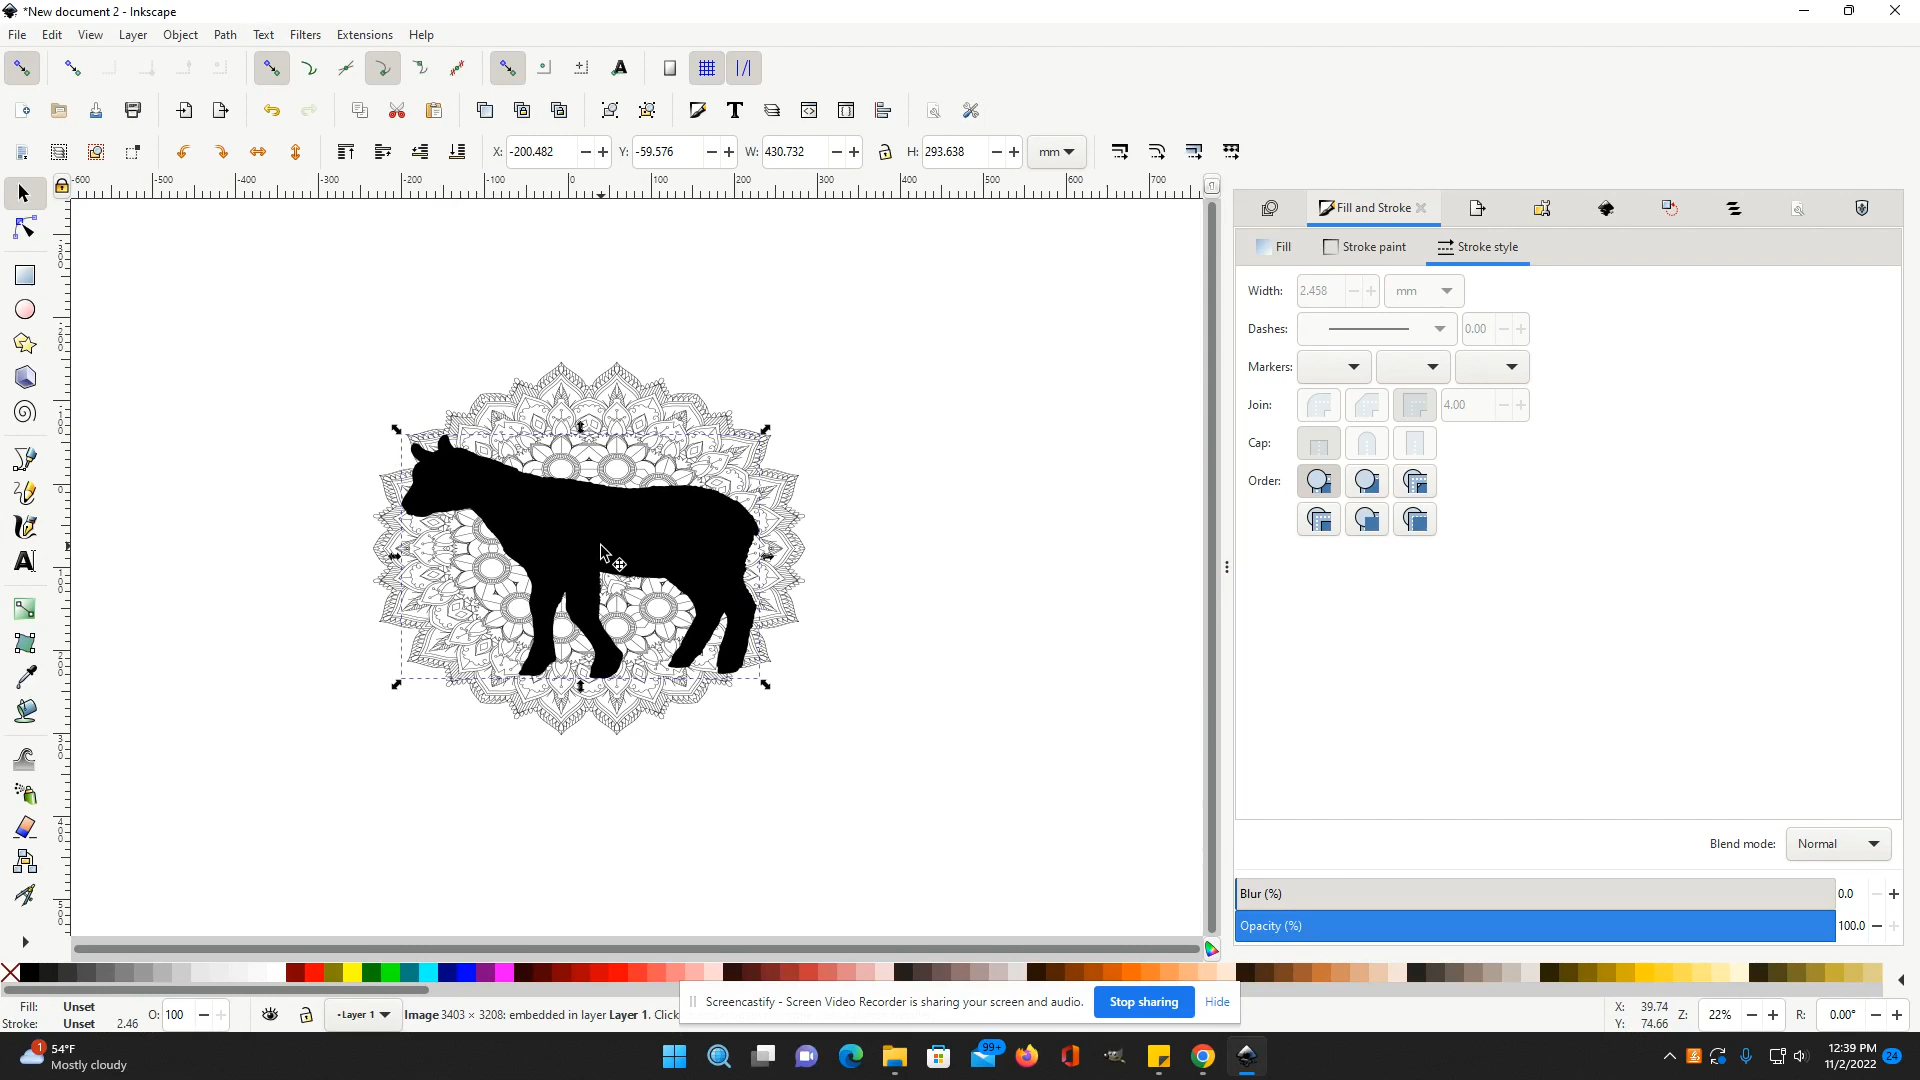 *New document 2 - Inkscape
File Edit View Layer Object Path Text Filters Extensions Help
X: -200.482 Y: -59.576 W: 430.732 H: 293.638 mm
-600 -500 -400 -300 -200 -100 0 100 200 300 400 500 600 700
Fill and Stroke
Fill Stroke paint Stroke style
Width: 2.458 mm
Dashes: 0.00
Markers:
Join: 4.00
Cap:
Order:
Blend mode: Normal
Blur (%) 0.0
Opacity (%) 100.0
Fill: Unset
Stroke: Unset 2.46
O: 100
Layer 1
Image 3403 × 3208: embedded in layer Layer 1. Click
Screencastify - Screen Video Recorder is sharing your screen and audio. Stop sharing Hide
X: 39.74
Y: 74.66
Z: 22% R: 0.00°
1
54°F
Mostly cloudy
99+
12:39 PM
11/2/2022
24